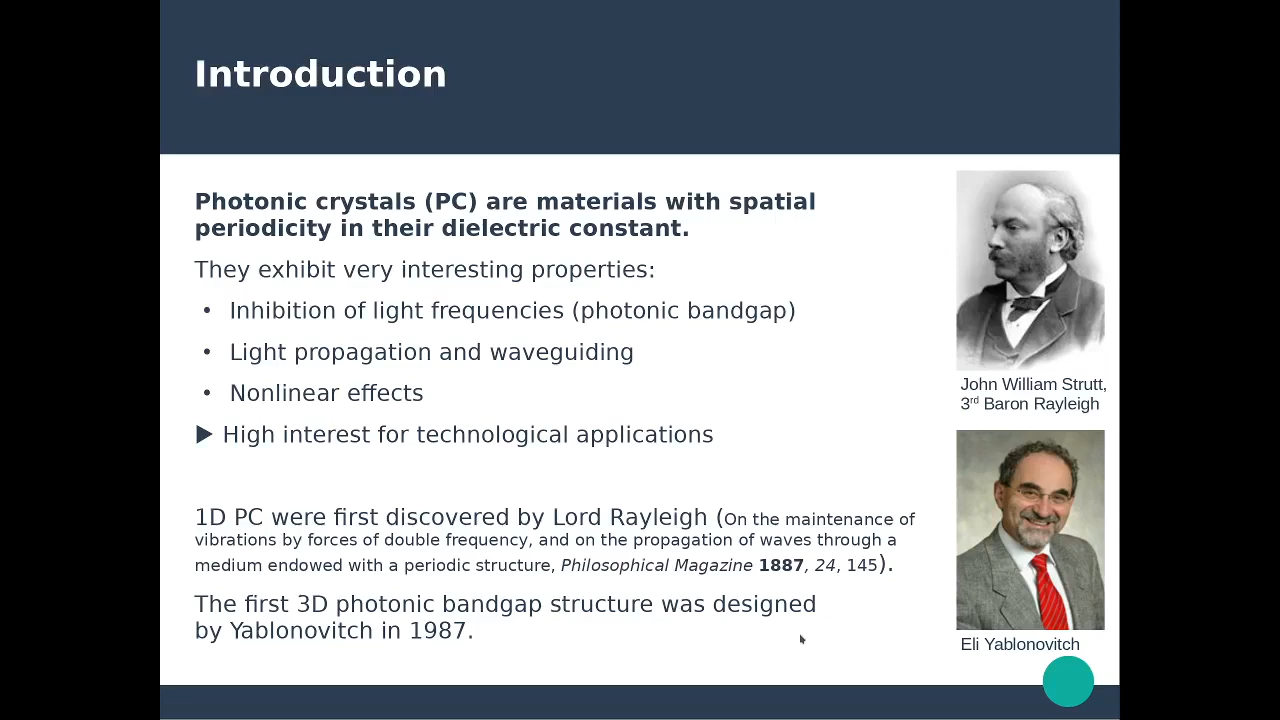 Introduction
Photonic crystals (PC) are materials with spatial
periodicity in their dielectric constant.
They exhibit very interesting properties:
• Inhibition of light frequencies (photonic bandgap)
• Light propagation and waveguiding
• Nonlinear effects
▶ High interest for technological applications
1D PC were first discovered by Lord Rayleigh (On the maintenance of
vibrations by forces of double frequency, and on the propagation of waves through a
medium endowed with a periodic structure, Philosophical Magazine 1887, 24, 145).
The first 3D photonic bandgap structure was designed
by Yablonovitch in 1987.
John William Strutt,
3rd Baron Rayleigh
Eli Yablonovitch